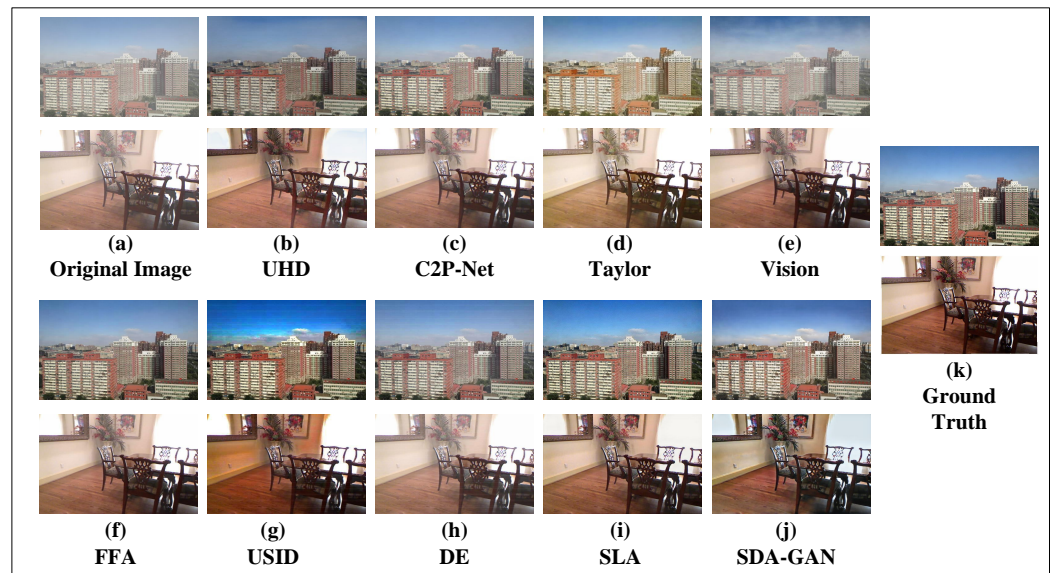 (a)
Original Image
(b)
UHD
(c)
C2P-Net
(d)
Taylor
(e)
Vision
(f)
FFA
(g)
USID
(h)
DE
(i)
SLA
(j)
SDA-GAN
(k)
Ground
Truth